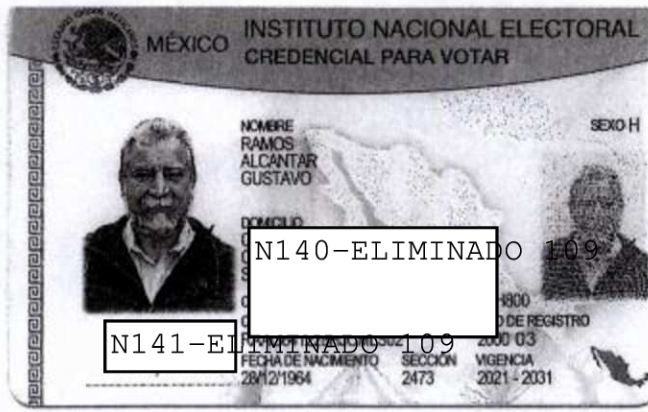 MÉXICO
INSTITUTO NACIONAL ELECTORAL
CREDENCIAL PARA VOTAR
NOMBRE
RAMOS
ALCANTAR
GUSTAVO
SEXO H
DOMICILIO
N140-ELIMINADO 109
DE REGISTRO
N141-ELIMINADO 109
2000 03
FECHA DE NACIMIENTO
SECCIÓN
VIGENCIA
28/12/1964
2473
2021 - 2031